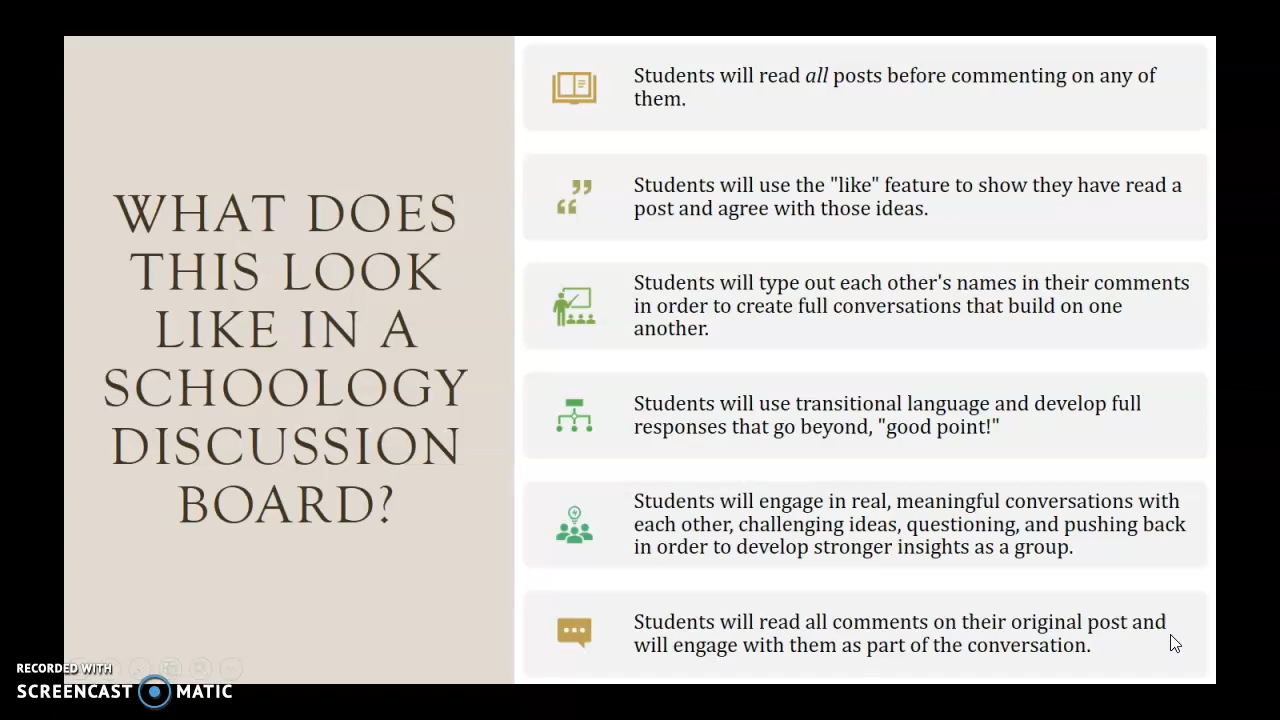 WHAT DOES
THIS LOOK
LIKE IN A
SCHOOLOGY
DISCUSSION
BOARD?
Students will read all posts before commenting on any of
them.
Students will use the "like" feature to show they have read a
post and agree with those ideas.
Students will type out each other's names in their comments
in order to create full conversations that build on one
another.
Students will use transitional language and develop full
responses that go beyond, "good point!"
Students will engage in real, meaningful conversations with
each other, challenging ideas, questioning, and pushing back
in order to develop stronger insights as a group.
Students will read all comments on their original post and
will engage with them as part of the conversation.
RECORDED WITH
SCREENCAST MATIC